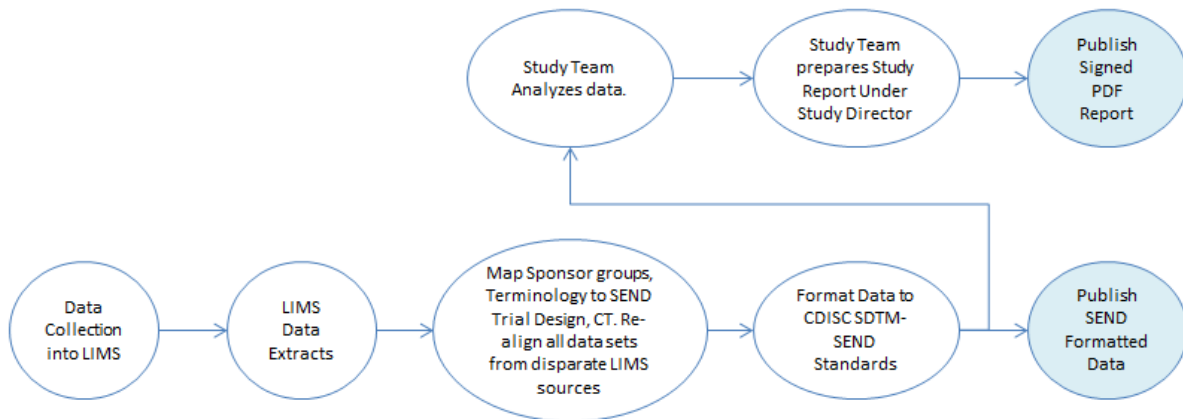 Study Team
Analyzes data.
Study Team
prepares Study
Report Under
Study Director
Publish
Signed
PDF
Report
Data
Collection
into LIMS
LIMS
Data
Extracts
Map Sponsor groups,
Terminology to SEND
Trial Design, CT. Re-
align all data sets
from disparate LIMS
sources
Format Data to
CDISC SDTM-
SEND
Standards
Publish
SEND
Formatted
Data